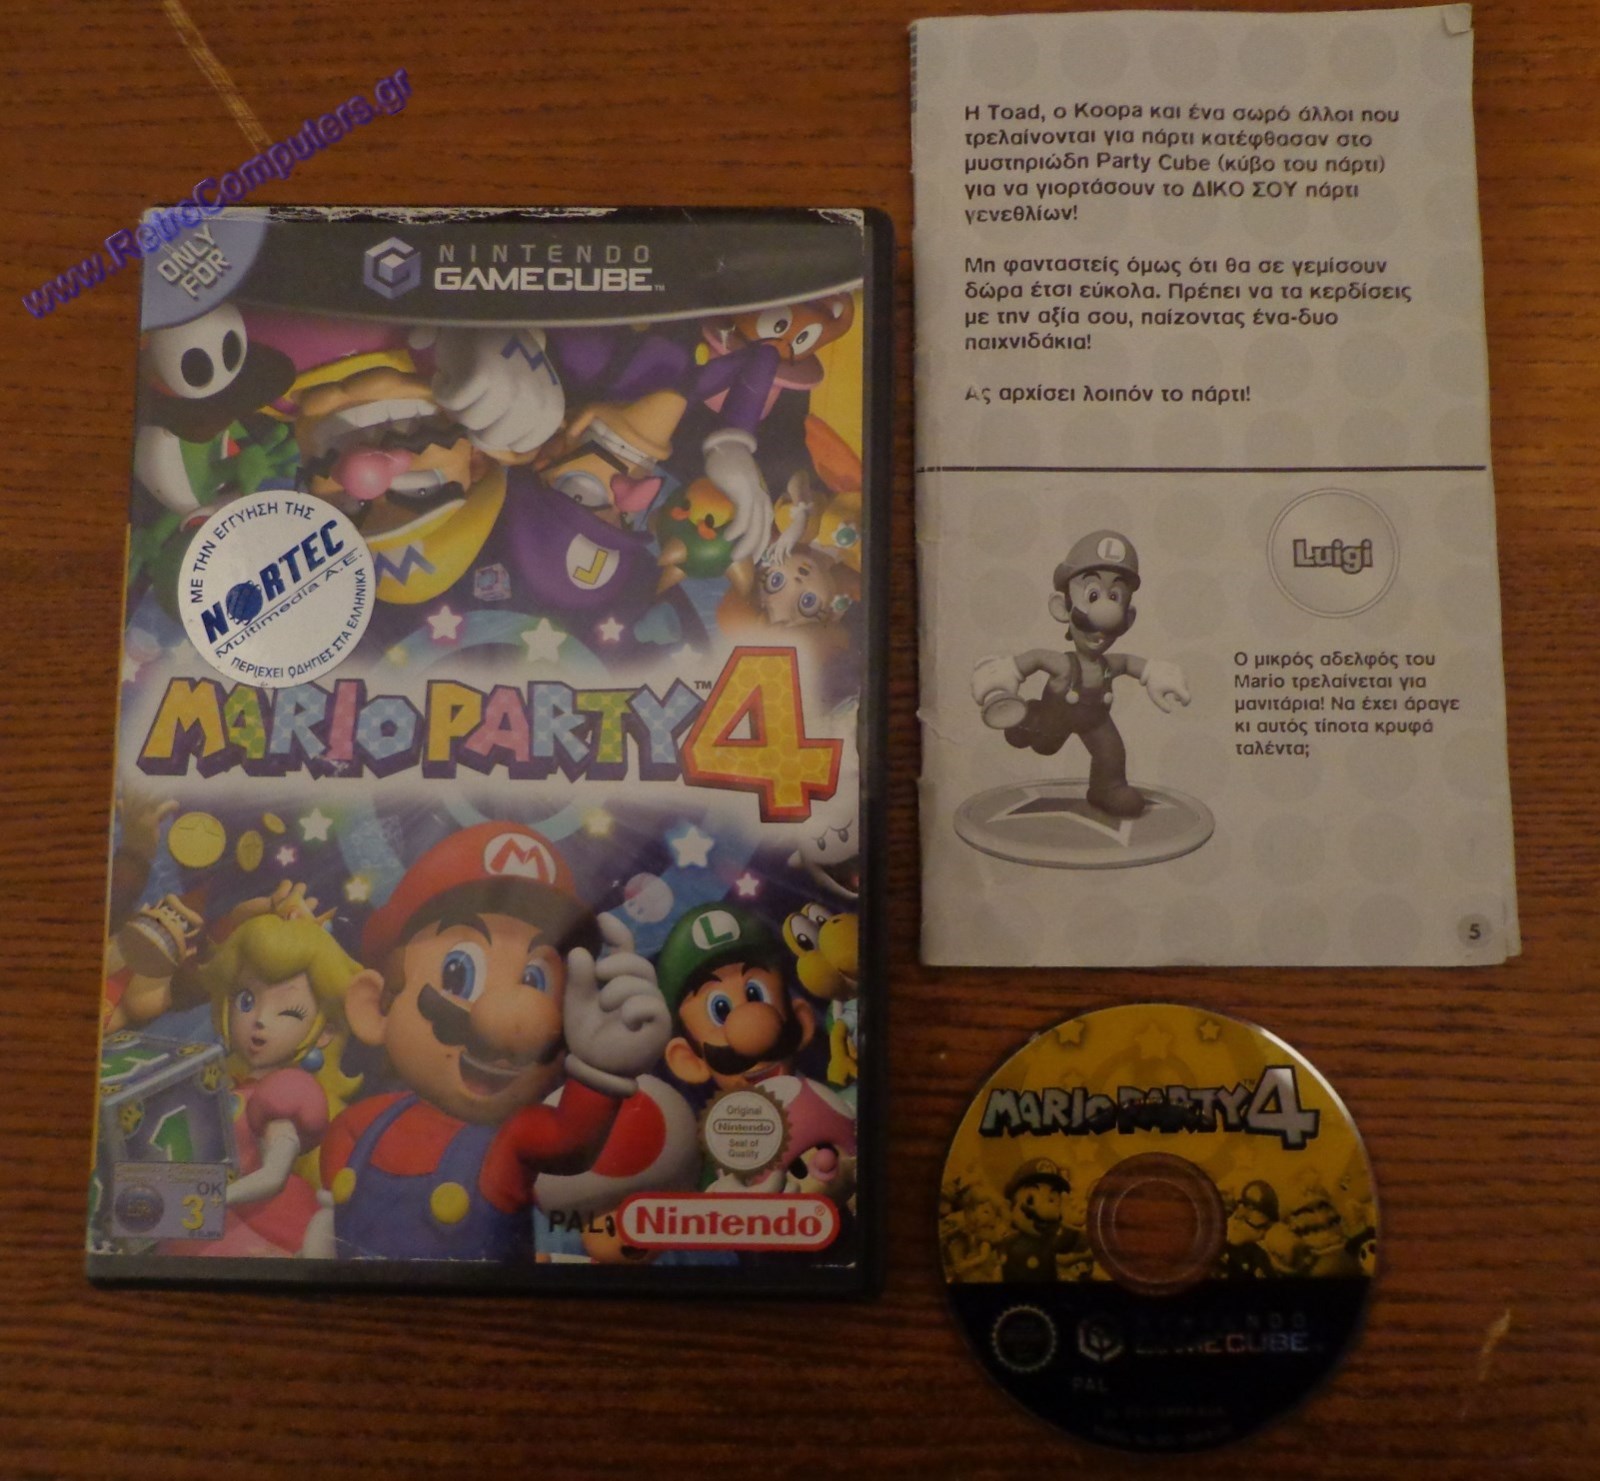 www.RetroComputers.gr
ONLY
FOR
NINTENDO
GAMECUBE™
ΜΕ ΤΗΝ ΕΓΓΥΗΣΗ ΤΗΣ
NORTEC
Multimedia A.E.
ΠΕΡΙΕΧΕΙ ΟΔΗΓΙΕΣ ΣΤΑ ΕΛΛΗΝΙΚΑ
MARIO PARTY™ 4
Original
Nintendo
Seal of
Quality
OK
3+
PAL
Nintendo®
Η Toad, ο Koopa και ένα σωρό άλλοι που
τρελαίνονται για πάρτι κατέφθασαν στο
μυστηριώδη Party Cube (κύβο του πάρτι)
για να γιορτάσουν το ΔΙΚΟ ΣΟΥ πάρτι
γενεθλίων!
Μη φανταστείς όμως ότι θα σε γεμίσουν
δώρα έτσι εύκολα. Πρέπει να τα κερδίσεις
με την αξία σου, παίζοντας ένα-δυο
παιχνιδάκια!
Ας αρχίσει λοιπόν το πάρτι!
Luigi
Ο μικρός αδελφός του
Mario τρελαίνεται για
μανιτάρια! Να έχει άραγε
κι αυτός τίποτα κρυφά
ταλέντα;
5
MARIO PARTY™ 4
NINTENDO
GAMECUBE
PAL